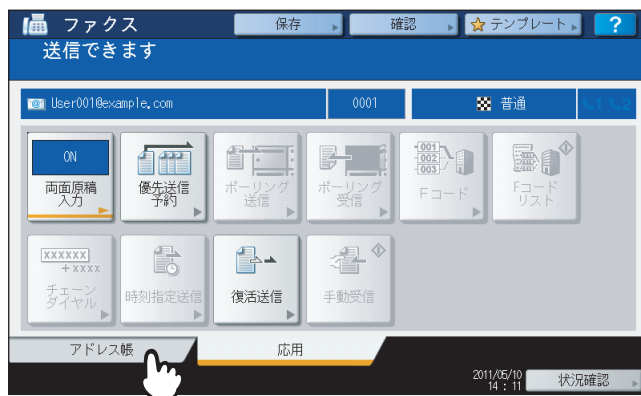 ファクス
保存
確認
テンプレート
?
送信できます
User001@example.com
0001
普通
1
2
ON
両面原稿
入力
優先送信
予約
ポーリング
送信
ポーリング
受信
001
002
003
Fコード
Fコード
リスト
XXXXXX
+XXXX
チェーン
ダイヤル
時刻指定送信
復活送信
手動受信
アドレス帳
応用
2011/05/10
14 : 11
状況確認